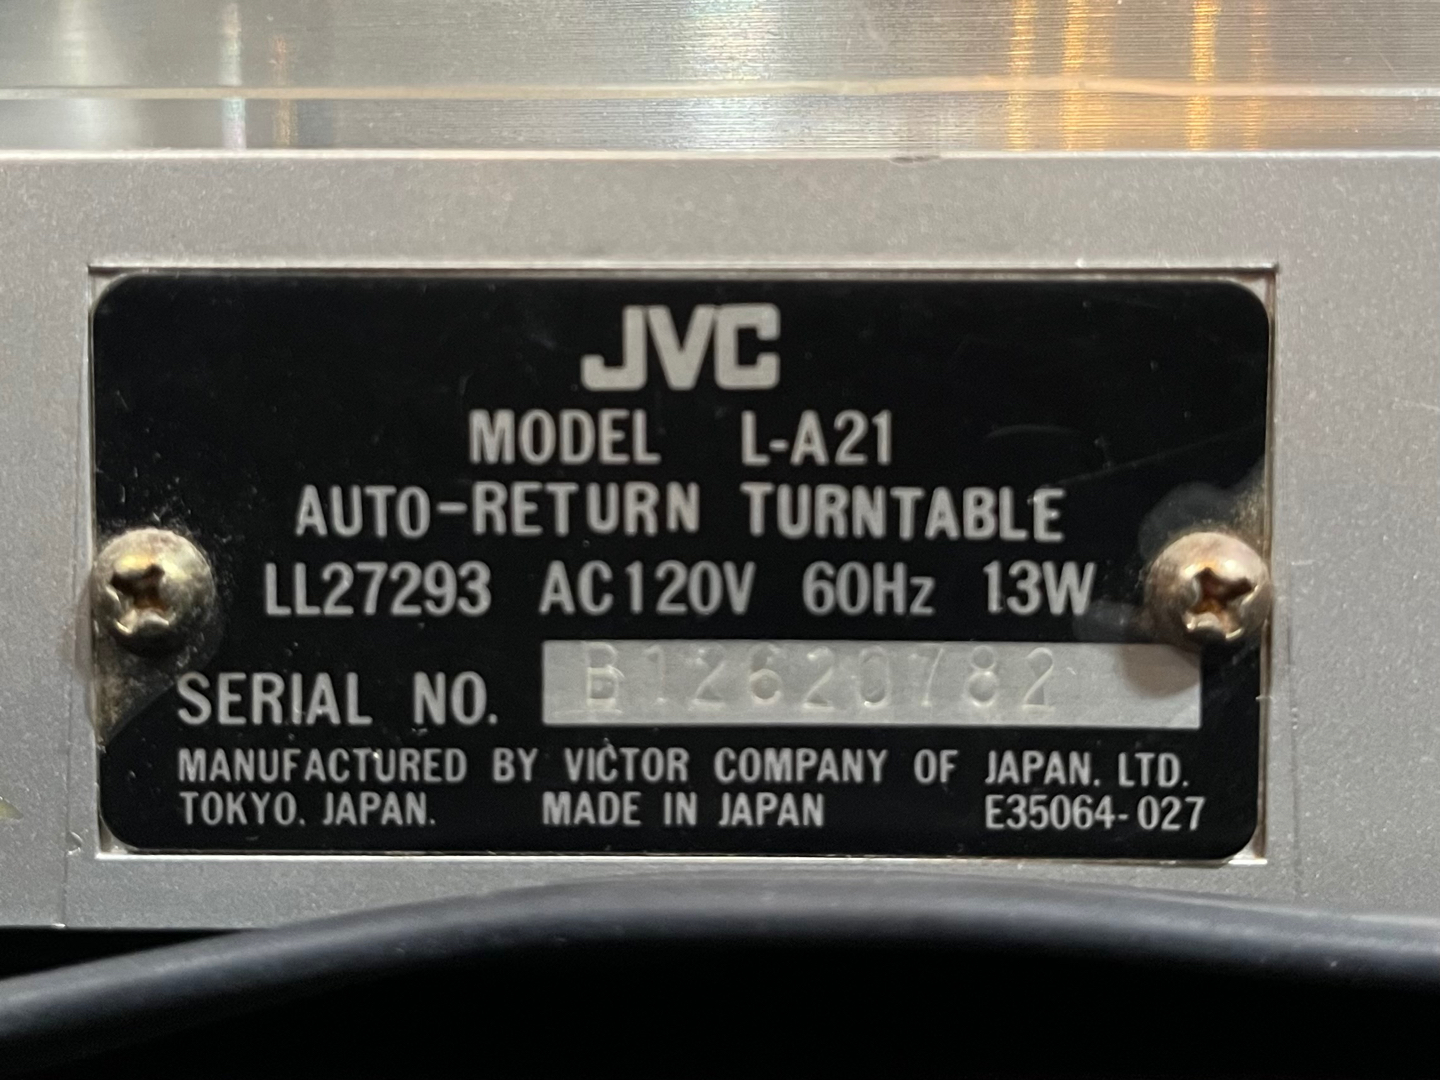 JVC
MODEL L-A21
AUTO-RETURN TURNTABLE
LL27293 AC120V 60Hz 13W
SERIAL NO. B12620782
MANUFACTURED BY VICTOR COMPANY OF JAPAN. LTD.
TOKYO. JAPAN. MADE IN JAPAN E35064-027